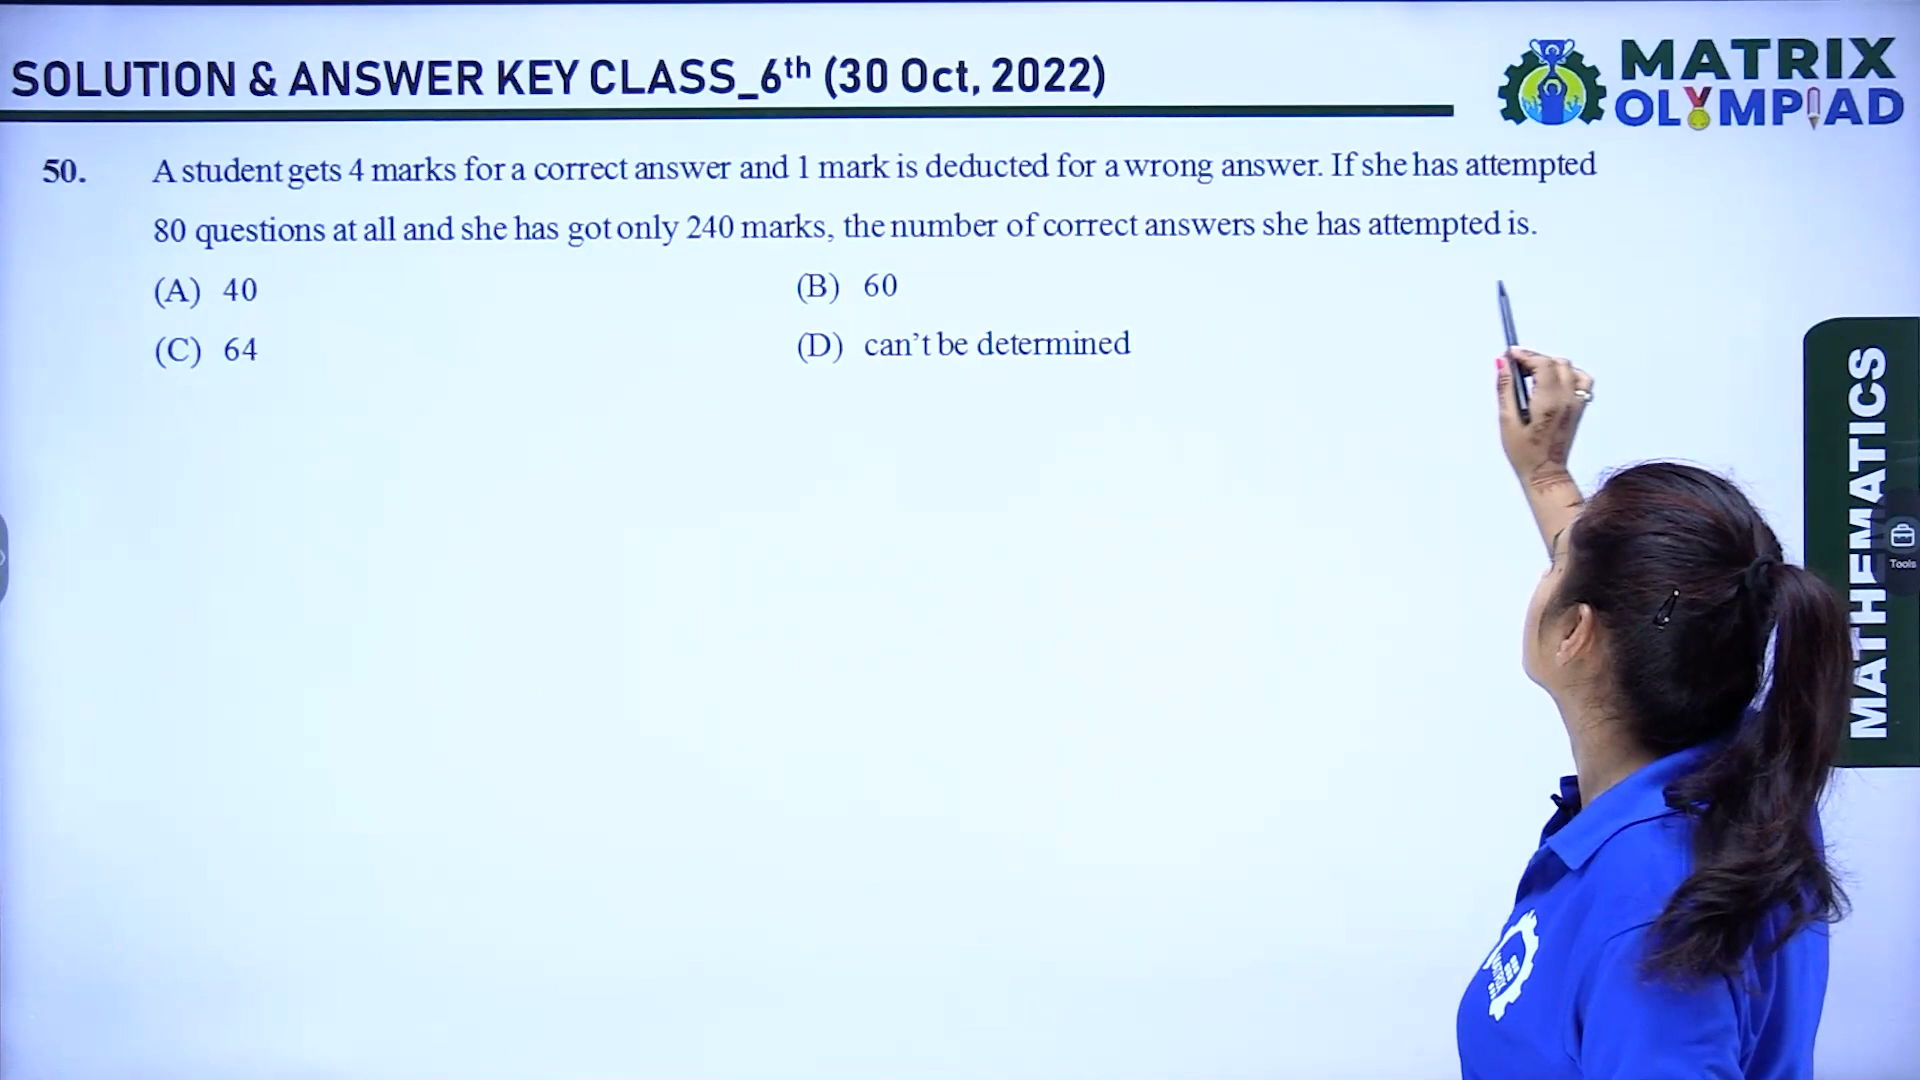 SOLUTION & ANSWER KEY CLASS_6th (30 Oct, 2022)
MATRIX
OLYMPIAD
50. A student gets 4 marks for a correct answer and 1 mark is deducted for a wrong answer. If she has attempted
80 questions at all and she has got only 240 marks, the number of correct answers she has attempted is.
(A) 40 (B) 60
(C) 64 (D) can't be determined
MATHEMATICS
Tools